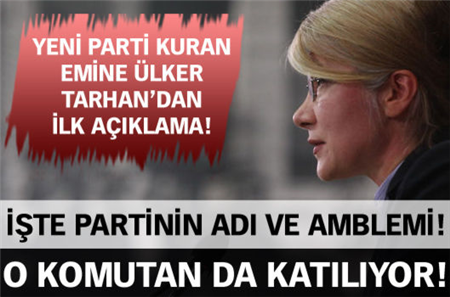 YENİ PARTİ KURAN
EMİNE ÜLKER
TARHAN'DAN
İLK AÇIKLAMA!
İŞTE PARTİNİN ADI VE AMBLEMİ!
O KOMUTAN DA KATILIYOR!